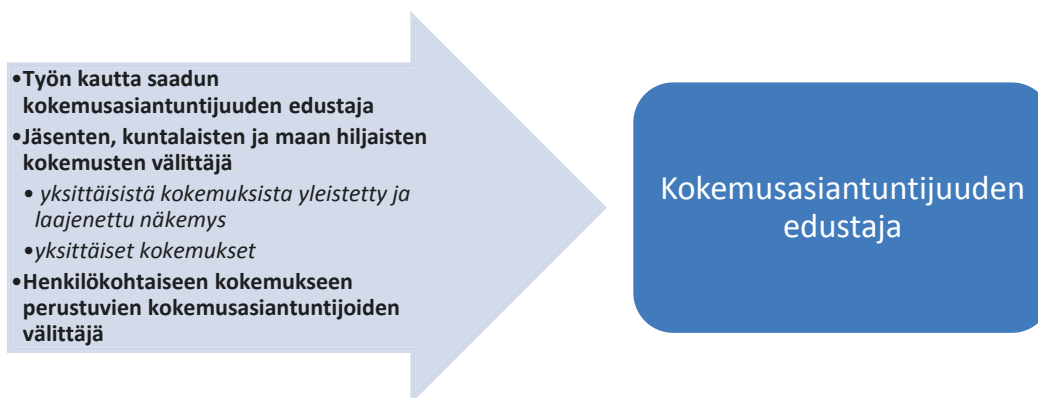 •Työn kautta saadun
kokemusasiantuntijuuden edustaja
•Jäsenten, kuntalaisten ja maan hiljaisten
kokemusten välittäjä
• yksittäisistä kokemuksista yleistetty ja
laajenettu näkemys
•yksittäiset kokemukset
•Henkilökohtaiseen kokemukseen
perustuvien kokemusasiantuntijoiden
välittäjä
Kokemusasiantuntijuuden
edustaja